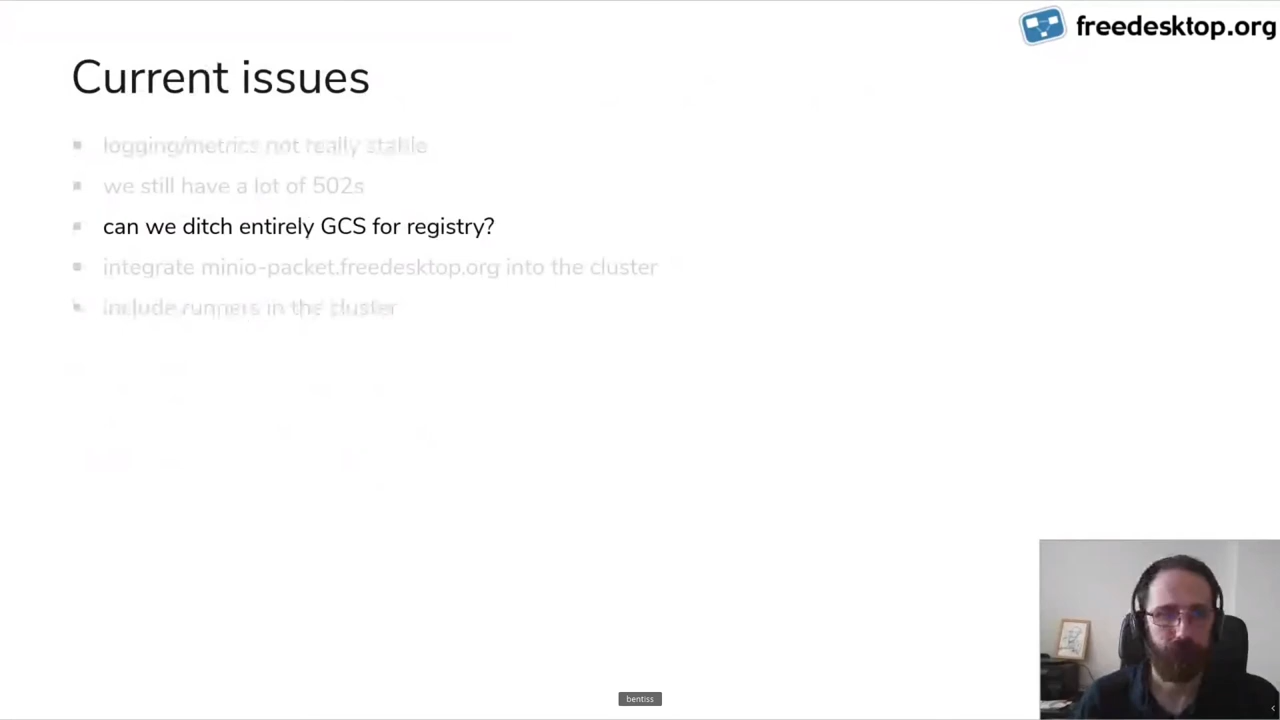 freedesktop.org
Current issues
logging/metrics not really stable
we still have a lot of 502s
can we ditch entirely GCS for registry?
integrate minio-packet.freedesktop.org into the cluster
include runners in the cluster
bentiss